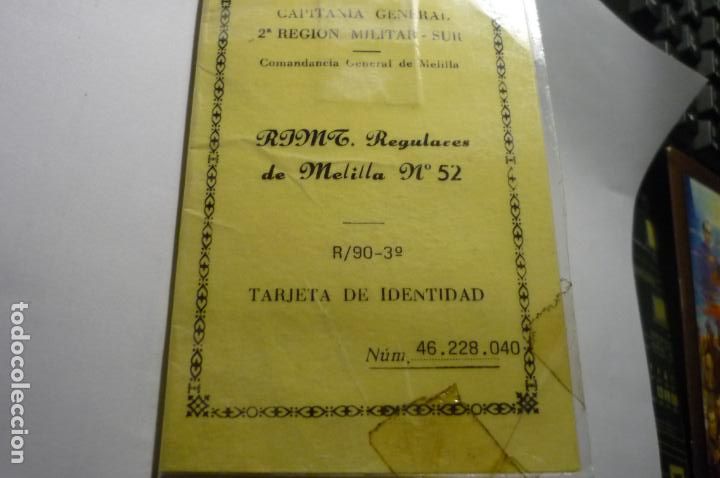 CAPITANIA GENERAL
2ª REGION MILITAR - SUR
Comandancia General de Melilla
RIMT. Regulares
de Melilla Nº 52
R/90-3º
TARJETA DE IDENTIDAD
Núm. 46.228.040
todocoleccion